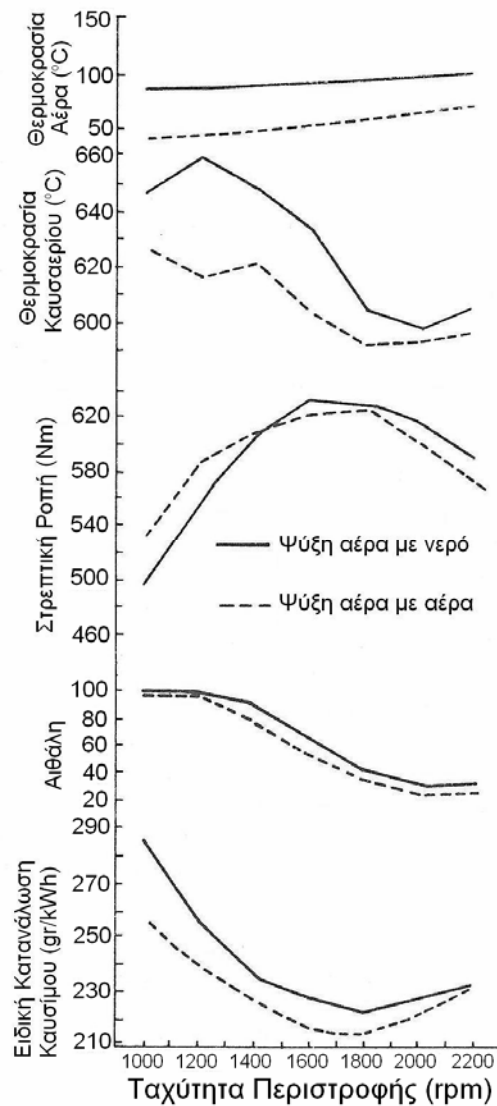 150
100
50
Θερμοκρασία
Αέρα (°C)
660
640
620
600
Θερμοκρασία
Καυσαερίου (°C)
620
580
540
500
460
Στρεπτική Ροπή (Nm)
Ψύξη αέρα με νερό
Ψύξη αέρα με αέρα
100
80
60
40
20
Αιθάλη
290
270
250
230
210
Ειδική Κατανάλωση
Καυσίμου (gr/kWh)
1000 1200 1400 1600 1800 2000 2200
Ταχύτητα Περιστροφής (rpm)